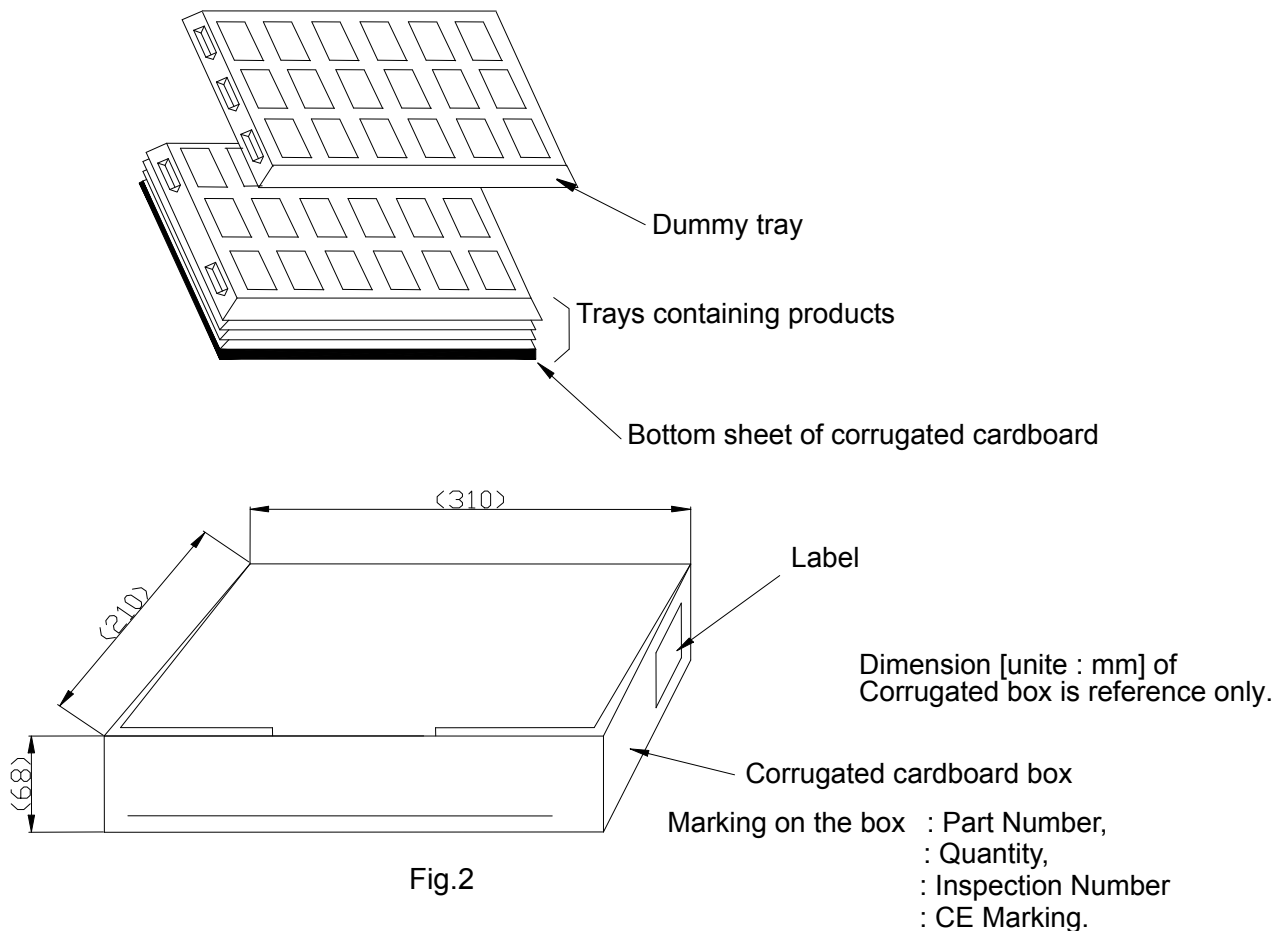 Dummy tray
Trays containing products
Bottom sheet of corrugated cardboard
(310)
(210)
Label
Dimension [unite : mm] of
Corrugated box is reference only.
(68)
Corrugated cardboard box
Marking on the box : Part Number,
: Quantity,
: Inspection Number
: CE Marking.
Fig.2